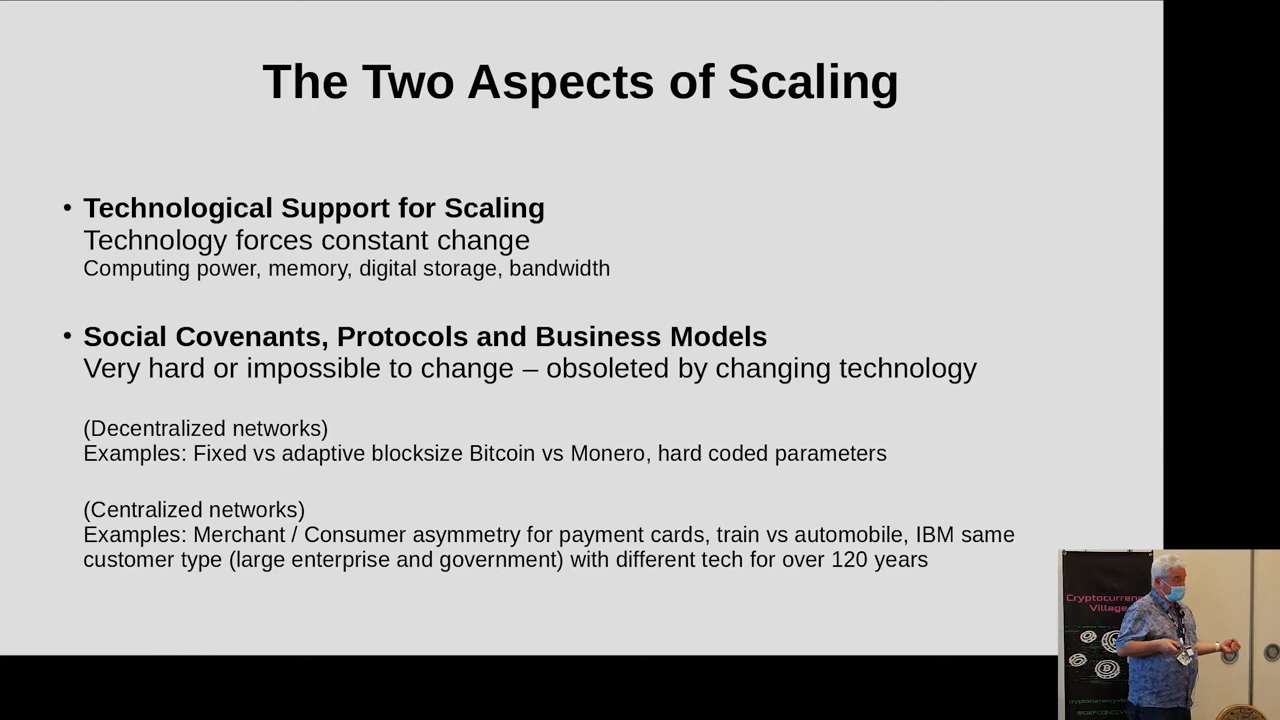 The Two Aspects of Scaling
• Technological Support for Scaling
Technology forces constant change
Computing power, memory, digital storage, bandwidth
• Social Covenants, Protocols and Business Models
Very hard or impossible to change – obsoleted by changing technology
(Decentralized networks)
Examples: Fixed vs adaptive blocksize Bitcoin vs Monero, hard coded parameters
(Centralized networks)
Examples: Merchant / Consumer asymmetry for payment cards, train vs automobile, IBM same
customer type (large enterprise and government) with different tech for over 120 years
Village